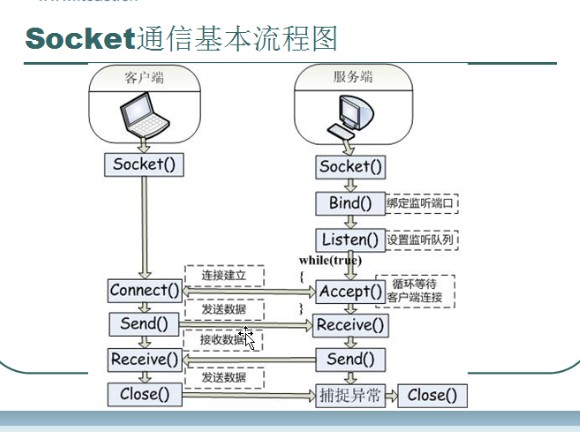 Socket通信基本流程图
客户端
服务端
Socket()
Socket()
Bind()
绑定监听端口
Listen()
设置监听队列
while(true)
{
连接建立
Connect()
Accept()
循环等待
客户端连接
}
发送数据
Send()
Receive()
接收数据
Receive()
Send()
发送数据
Close()
捕捉异常
Close()